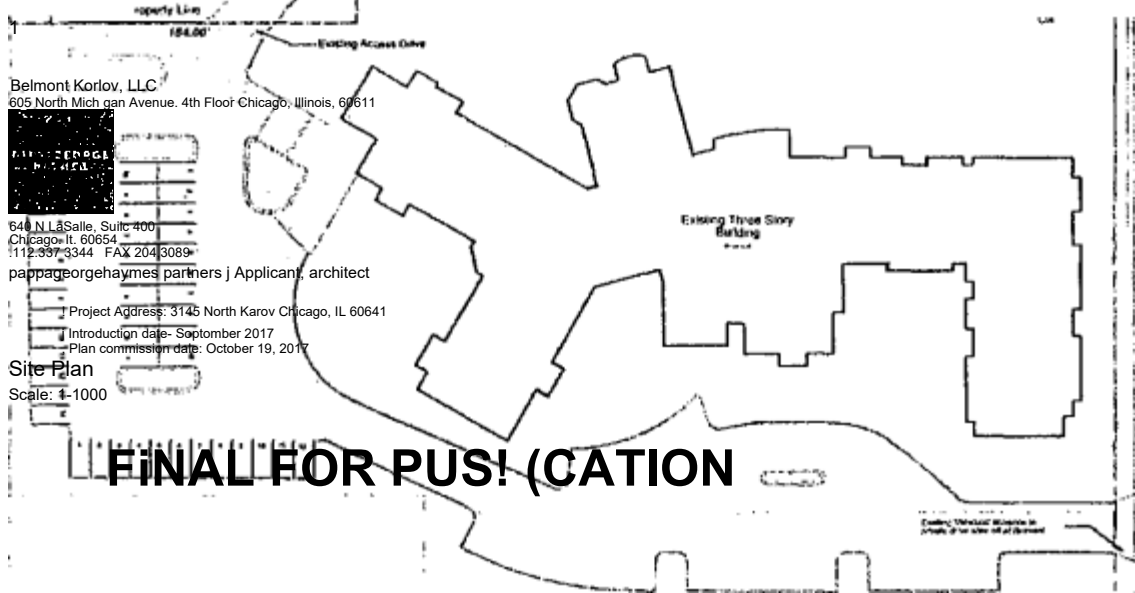 roperty Line
184.00'
Existing Access Drive
Belmont Korlov, LLC
605 North Mich gan Avenue. 4th Floor Chicago, Illinois, 60611
640 N LaSalle, Suilc 400
Chicago. It. 60654
.112.337 3344 FAX 204 3089
pappageorgehaymes partners j Applicant, architect
Project Address: 3145 North Karov Chicago, IL 60641
Introduction date- Soptomber 2017
Plan commission date: October 19, 2017
Site Plan
Scale: 1-1000
Existing Three Story
Building
FiNAL FOR PUS! (CATION